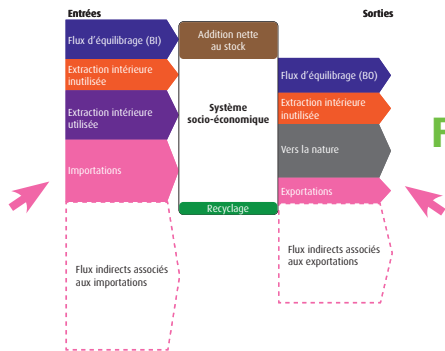 Entrées
Sorties
Flux d'équilibrage (BI)
Extraction intérieure
inutilisée
Extraction intérieure
utilisée
Importations
Flux indirects associés
aux importations
Addition nette
au stock
Système
socio-économique
Recyclage
Flux d'équilibrage (BO)
Extraction intérieure
inutilisée
Vers la nature
Exportations
Flux indirects associés
aux exportations